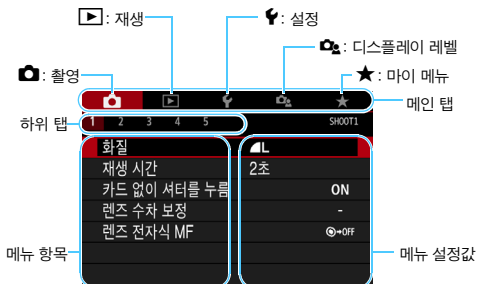 : 재생
: 설정
: 디스플레이 레벨
: 촬영
: 마이 메뉴
메인 탭
하위 탭
1 2 3 4 5 SHOOT1
화질 L
재생 시간 2초
카드 없이 셔터를 누름 ON
렌즈 수차 보정 -
렌즈 전자식 MF OFF
메뉴 항목
메뉴 설정값